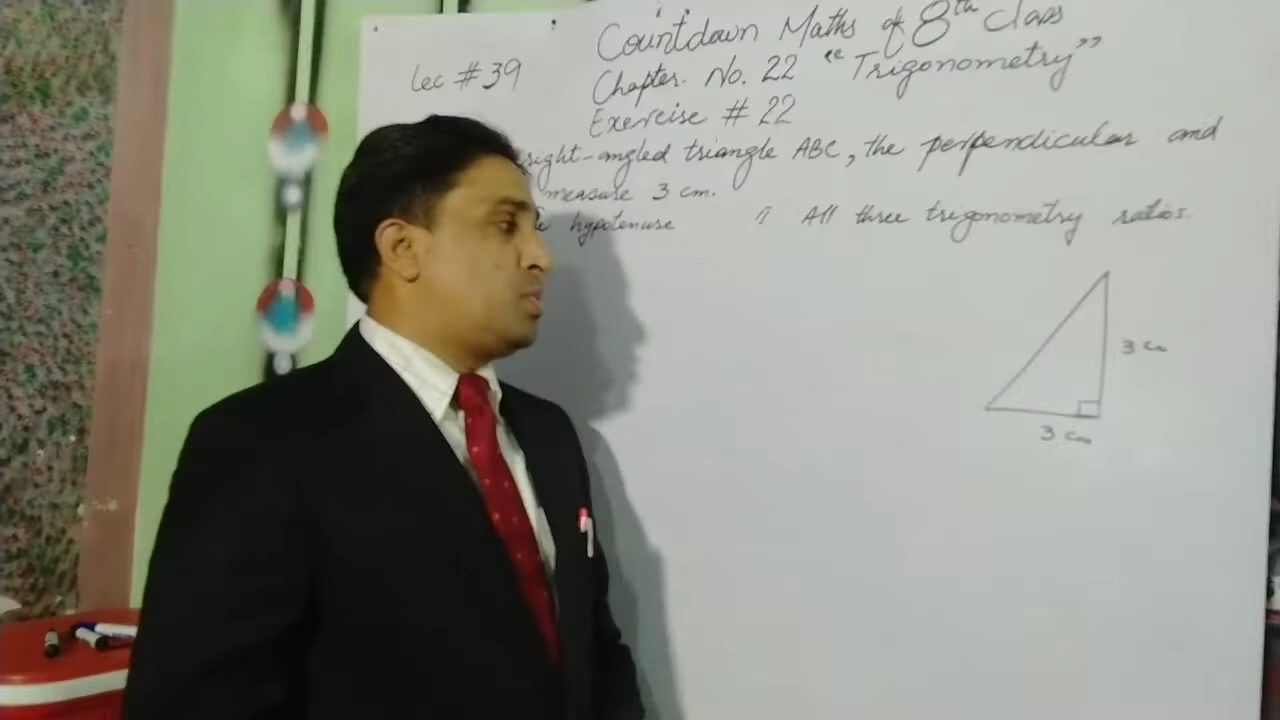 Lec # 39
Countdown Maths of 8th class
Chapter. No. 22 "Trigonometry"
Exercise # 22
right-angled triangle ABC, the perpendicular and
measure 3 cm.
hypotenuse
All three trigonometry ratios.
3 cm
3 cm